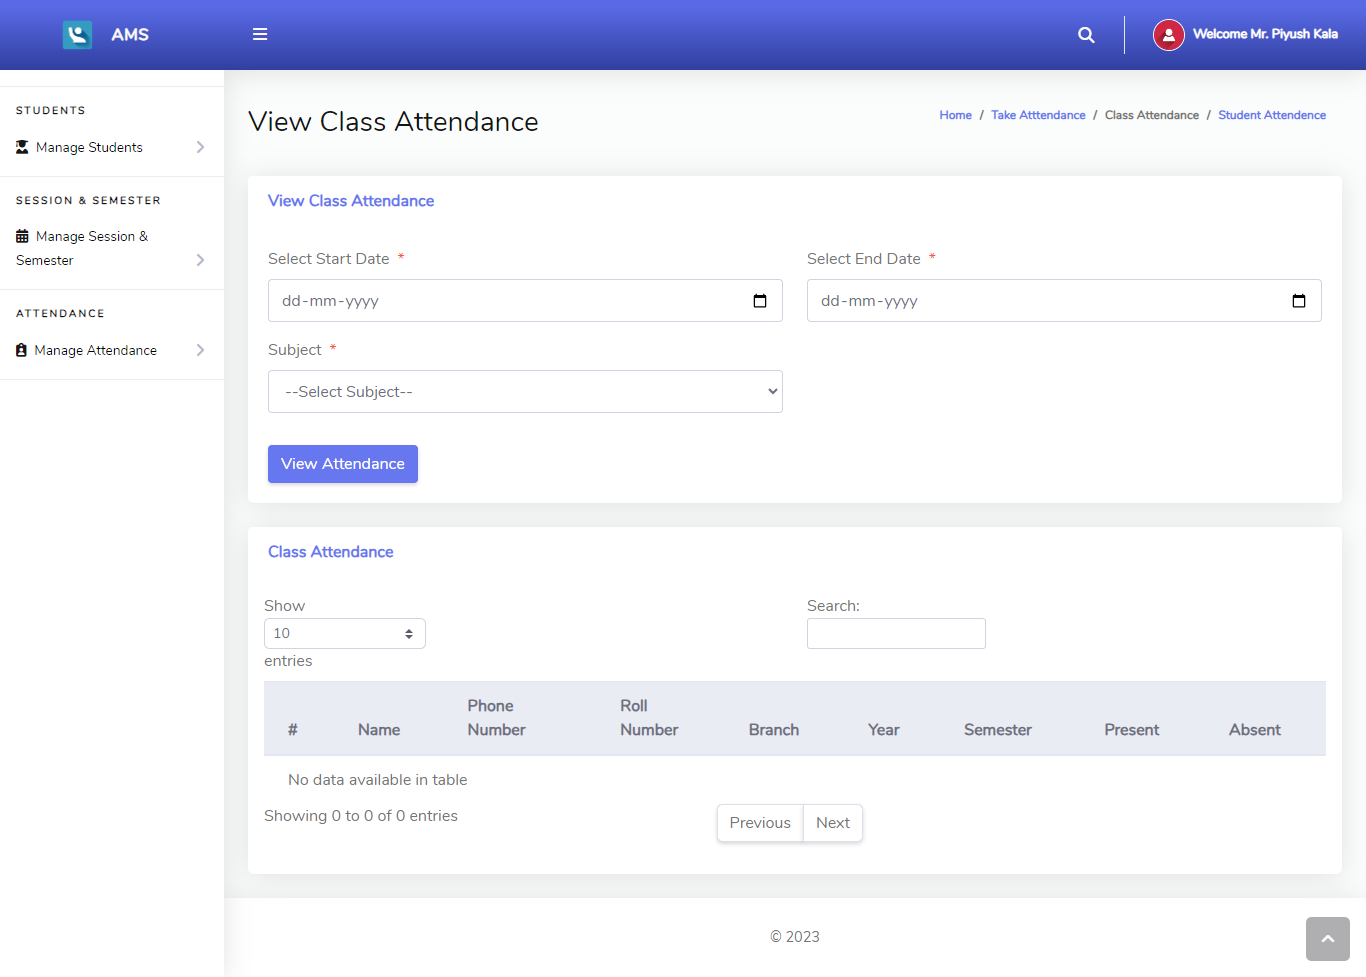 AMS
Welcome Mr. Piyush Kala
STUDENTS
Manage Students
SESSION & SEMESTER
Manage Session &
Semester
ATTENDANCE
Manage Attendance
View Class Attendance
Home / Take Atttendance / Class Attendance / Student Attendence
View Class Attendance
Select Start Date *
Select End Date *
dd-mm-yyyy
dd-mm-yyyy
Subject *
--Select Subject--
View Attendance
Class Attendance
Show
10
entries
Search:
# Name Phone Number Roll Number Branch Year Semester Present Absent
No data available in table
Showing 0 to 0 of 0 entries
Previous Next
© 2023